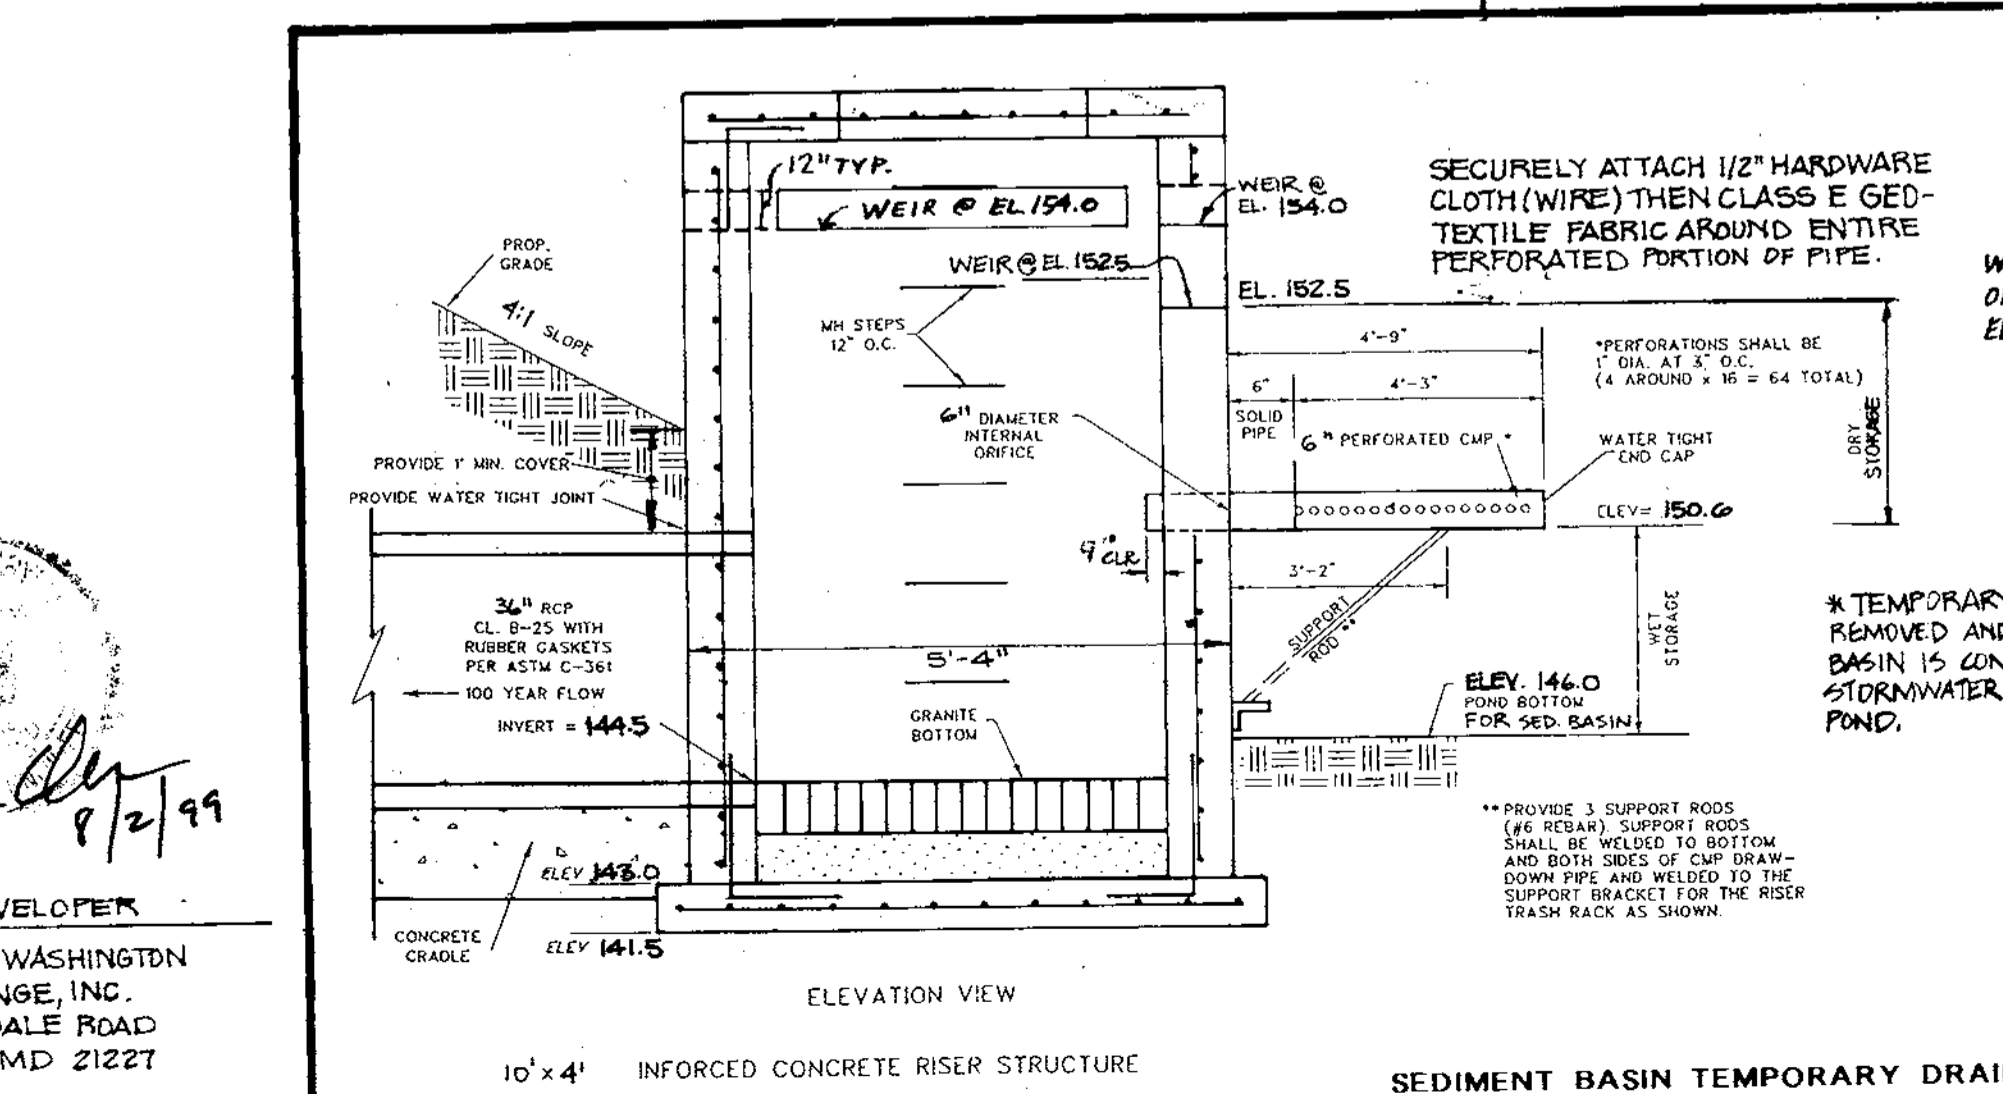 12" TYP.
WEIR @ EL. 154.0
WEIR @
EL. 154.0
WEIR @ EL. 152.5
EL. 152.5
SECURELY ATTACH 1/2" HARDWARE
CLOTH (WIRE) THEN CLASS E GEO-
TEXTILE FABRIC AROUND ENTIRE
PERFORATED PORTION OF PIPE.
PROP.
GRADE
4:1 SLOPE
MH STEPS
12" O.C.
4'-9"
*PERFORATIONS SHALL BE
1" DIA. AT 3" O.C.
(4 AROUND x 16 = 64 TOTAL)
6"
SOLID
PIPE
4'-3"
6" DIAMETER
INTERNAL
ORIFICE
6" PERFORATED CMP *
WATER TIGHT
END CAP
DRY
STORAGE
PROVIDE 1' MIN. COVER
PROVIDE WATER TIGHT JOINT
ELEV= 150.6
9" CLR
3'-2"
SUPPORT
ROD **
WET
STORAGE
36" RCP
CL. B-25 WITH
RUBBER GASKETS
PER ASTM C-361
100 YEAR FLOW
INVERT = 144.5
5'-4"
GRANITE
BOTTOM
ELEV. 146.0
POND BOTTOM
FOR SED. BASIN
* TEMPORARY
REMOVED AND
BASIN IS CON
STORMWATER
POND.
** PROVIDE 3 SUPPORT RODS
(#6 REBAR). SUPPORT RODS
SHALL BE WELDED TO BOTTOM
AND BOTH SIDES OF CMP DRAW-
DOWN PIPE AND WELDED TO THE
SUPPORT BRACKET FOR THE RISER
TRASH RACK AS SHOWN.
ELEV 143.0
ELEV 141.5
CONCRETE
CRADLE
8/2/99
VELOPER
WASHINGTON
NGE, INC.
DALE ROAD
MD 21227
ELEVATION VIEW
10' x 4' INFORCED CONCRETE RISER STRUCTURE
SEDIMENT BASIN TEMPORARY DRAI